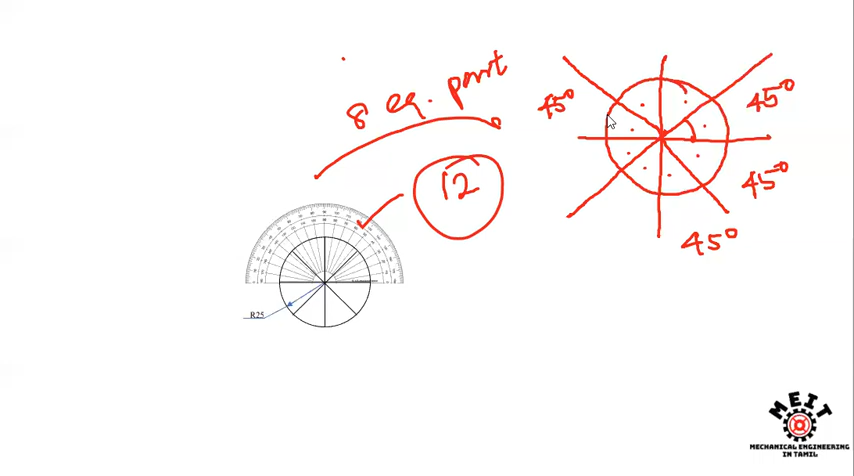 8 eq. part
12
45°
45°
45°
45°
R25
MEIT
MECHANICAL ENGINEERING
IN TAMIL